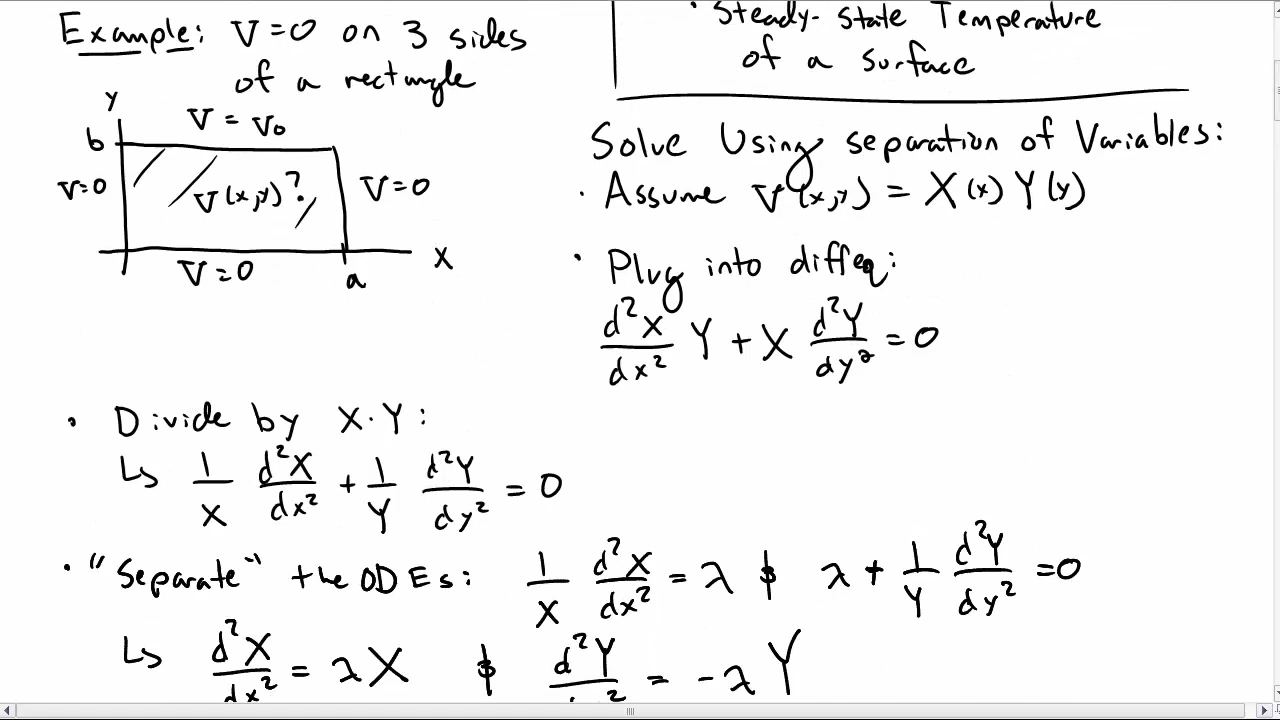 Example: V=0 on 3 sides
of a rectangle
y
V = V₀
b
V=0
V(x,y)?
V=0
V=0
a
x
· Steady-State Temperature
of a surface
Solve Using separation of Variables:
· Assume V(x,y) = X(x) Y(y)
· Plug into diffeq:
d²X/dx² Y + X d²Y/dy² = 0
· Divide by X·Y:
↳ 1/X d²X/dx² + 1/Y d²Y/dy² = 0
· "Separate" the ODEs: 1/X d²X/dx² = λ & λ + 1/Y d²Y/dy² = 0
↳ d²X/dx² = λX & d²Y/dy² = -λY